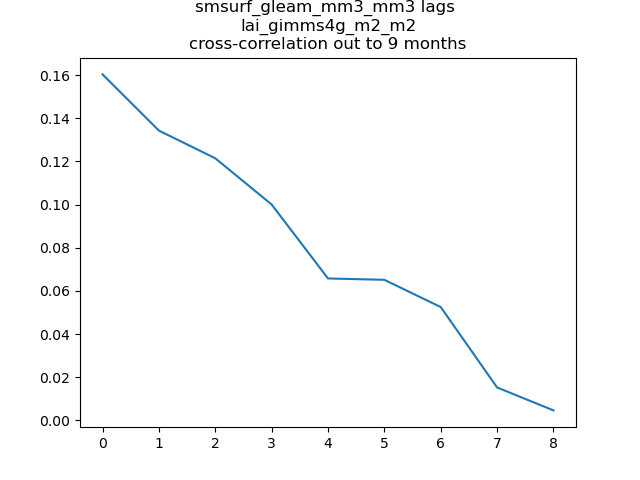 smsurf_gleam_mm3_mm3 lags
lai_gimms4g_m2_m2
cross-correlation out to 9 months
0.16
0.14
0.12
0.10
0.08
0.06
0.04
0.02
0.00
0 1 2 3 4 5 6 7 8